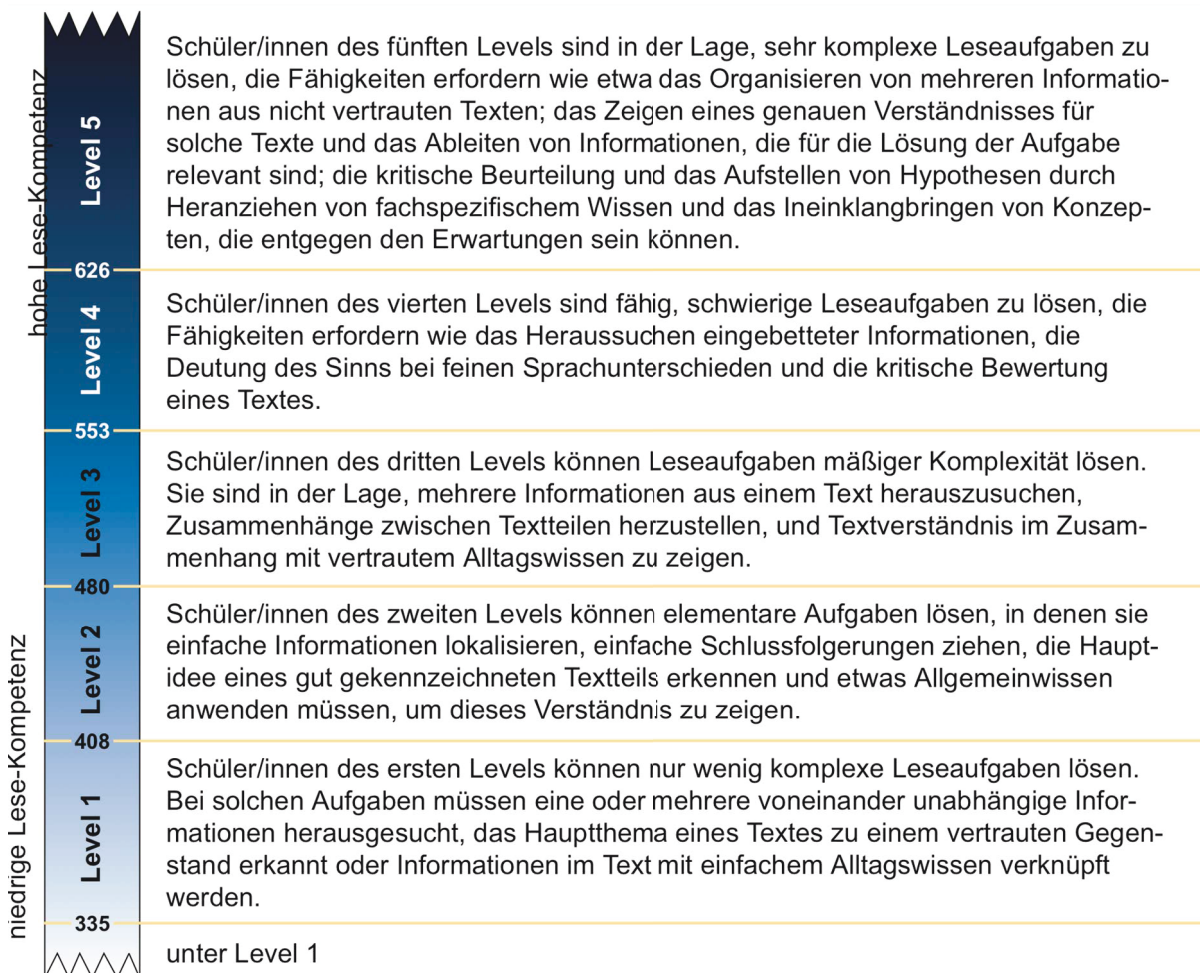 hohe Lese-Kompetenz
Level 5
Schüler/innen des fünften Levels sind in der Lage, sehr komplexe Leseaufgaben zu
lösen, die Fähigkeiten erfordern wie etwa das Organisieren von mehreren Informatio-
nen aus nicht vertrauten Texten; das Zeigen eines genauen Verständnisses für
solche Texte und das Ableiten von Informationen, die für die Lösung der Aufgabe
relevant sind; die kritische Beurteilung und das Aufstellen von Hypothesen durch
Heranziehen von fachspezifischem Wissen und das Ineinklangbringen von Konzep-
ten, die entgegen den Erwartungen sein können.
626
Level 4
Schüler/innen des vierten Levels sind fähig, schwierige Leseaufgaben zu lösen, die
Fähigkeiten erfordern wie das Heraussuchen eingebetteter Informationen, die
Deutung des Sinns bei feinen Sprachunterschieden und die kritische Bewertung
eines Textes.
553
Level 3
Schüler/innen des dritten Levels können Leseaufgaben mäßiger Komplexität lösen.
Sie sind in der Lage, mehrere Informationen aus einem Text herauszusuchen,
Zusammenhänge zwischen Textteilen herzustellen, und Textverständnis im Zusam-
menhang mit vertrautem Alltagswissen zu zeigen.
480
Level 2
Schüler/innen des zweiten Levels können elementare Aufgaben lösen, in denen sie
einfache Informationen lokalisieren, einfache Schlussfolgerungen ziehen, die Haupt-
idee eines gut gekennzeichneten Textteils erkennen und etwas Allgemeinwissen
anwenden müssen, um dieses Verständnis zu zeigen.
408
niedrige Lese-Kompetenz
Level 1
Schüler/innen des ersten Levels können nur wenig komplexe Leseaufgaben lösen.
Bei solchen Aufgaben müssen eine oder mehrere voneinander unabhängige Infor-
mationen herausgesucht, das Hauptthema eines Textes zu einem vertrauten Gegen-
stand erkannt oder Informationen im Text mit einfachem Alltagswissen verknüpft
werden.
335
unter Level 1